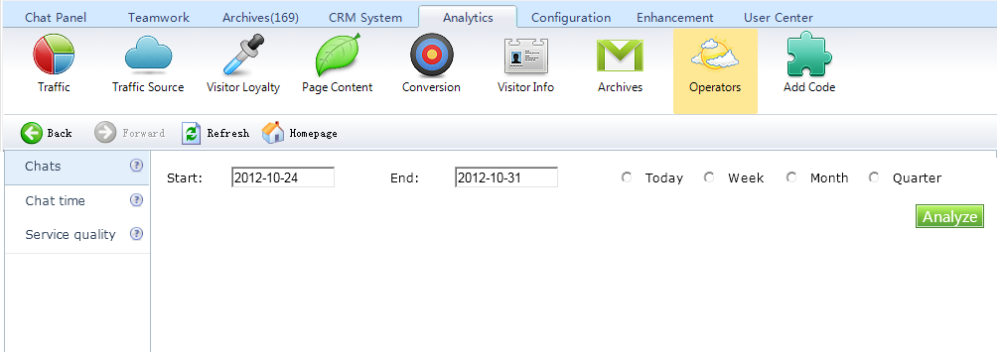 Chat Panel Teamwork Archives(169) CRM System Analytics Configuration Enhancement User Center
Traffic Traffic Source Visitor Loyalty Page Content Conversion Visitor Info Archives Operators Add Code
Back Forward Refresh Homepage
Chats ?
Start: 2012-10-24 End: 2012-10-31 Today Week Month Quarter
Chat time ?
Analyze
Service quality ?